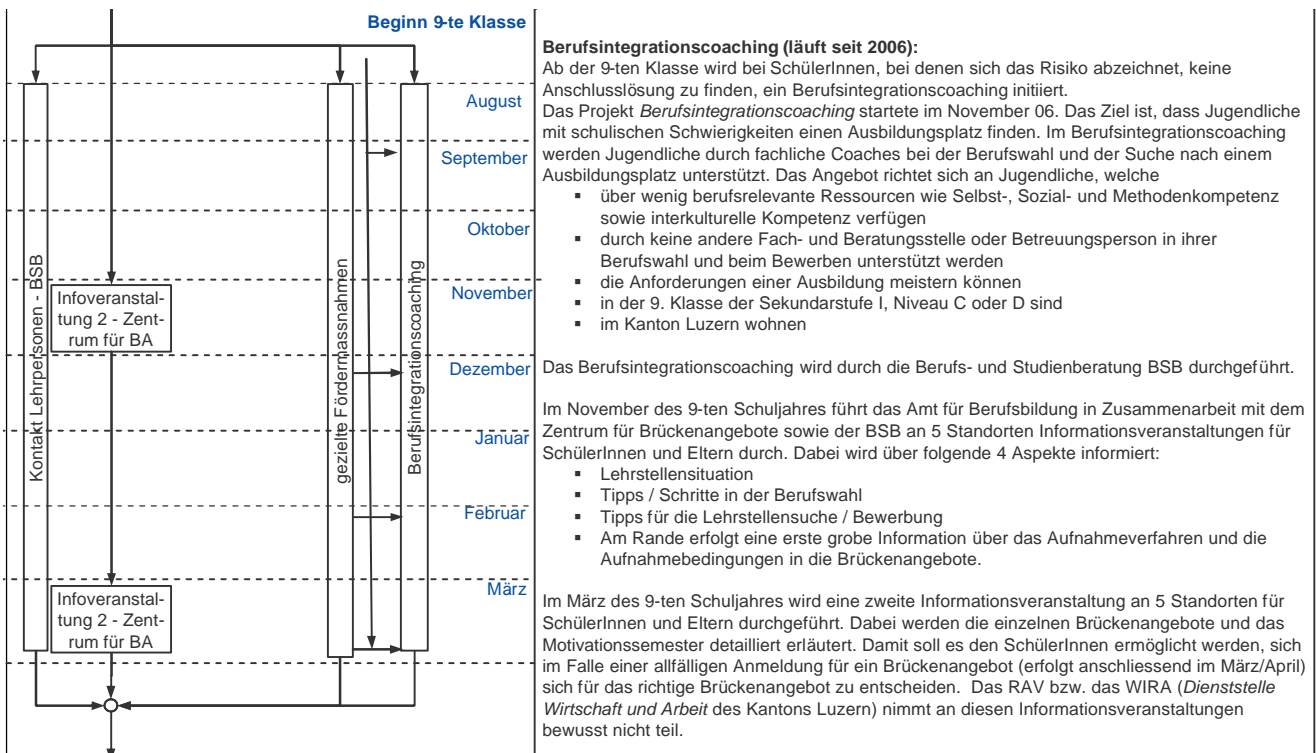 Beginn 9-te Klasse
August
September
Oktober
November
Dezember
Januar
Februar
März
Kontakt Lehrpersonen - BSB
Infoveranstal-
tung 2 - Zent-
rum für BA
Infoveranstal-
tung 2 - Zent-
rum für BA
gezielte Fördermassnahmen
Berufsintegrationscoaching
Berufsintegrationscoaching (läuft seit 2006):
Ab der 9-ten Klasse wird bei SchülerInnen, bei denen sich das Risiko abzeichnet, keine
Anschlusslösung zu finden, ein Berufsintegrationscoaching initiiert.
Das Projekt Berufsintegrationscoaching startete im November 06. Das Ziel ist, dass Jugendliche
mit schulischen Schwierigkeiten einen Ausbildungsplatz finden. Im Berufsintegrationscoaching
werden Jugendliche durch fachliche Coaches bei der Berufswahl und der Suche nach einem
Ausbildungsplatz unterstützt. Das Angebot richtet sich an Jugendliche, welche
▪ über wenig berufsrelevante Ressourcen wie Selbst-, Sozial- und Methodenkompetenz
sowie interkulturelle Kompetenz verfügen
▪ durch keine andere Fach- und Beratungsstelle oder Betreuungsperson in ihrer
Berufswahl und beim Bewerben unterstützt werden
▪ die Anforderungen einer Ausbildung meistern können
▪ in der 9. Klasse der Sekundarstufe I, Niveau C oder D sind
▪ im Kanton Luzern wohnen
Das Berufsintegrationscoaching wird durch die Berufs- und Studienberatung BSB durchgeführt.
Im November des 9-ten Schuljahres führt das Amt für Berufsbildung in Zusammenarbeit mit dem
Zentrum für Brückenangebote sowie der BSB an 5 Standorten Informationsveranstaltungen für
SchülerInnen und Eltern durch. Dabei wird über folgende 4 Aspekte informiert:
▪ Lehrstellensituation
▪ Tipps / Schritte in der Berufswahl
▪ Tipps für die Lehrstellensuche / Bewerbung
▪ Am Rande erfolgt eine erste grobe Information über das Aufnahmeverfahren und die
Aufnahmebedingungen in die Brückenangebote.
Im März des 9-ten Schuljahres wird eine zweite Informationsveranstaltung an 5 Standorten für
SchülerInnen und Eltern durchgeführt. Dabei werden die einzelnen Brückenangebote und das
Motivationssemester detailliert erläutert. Damit soll es den SchülerInnen ermöglicht werden, sich
im Falle einer allfälligen Anmeldung für ein Brückenangebot (erfolgt anschliessend im März/April)
sich für das richtige Brückenangebot zu entscheiden. Das RAV bzw. das WIRA (Dienststelle
Wirtschaft und Arbeit des Kantons Luzern) nimmt an diesen Informationsveranstaltungen
bewusst nicht teil.